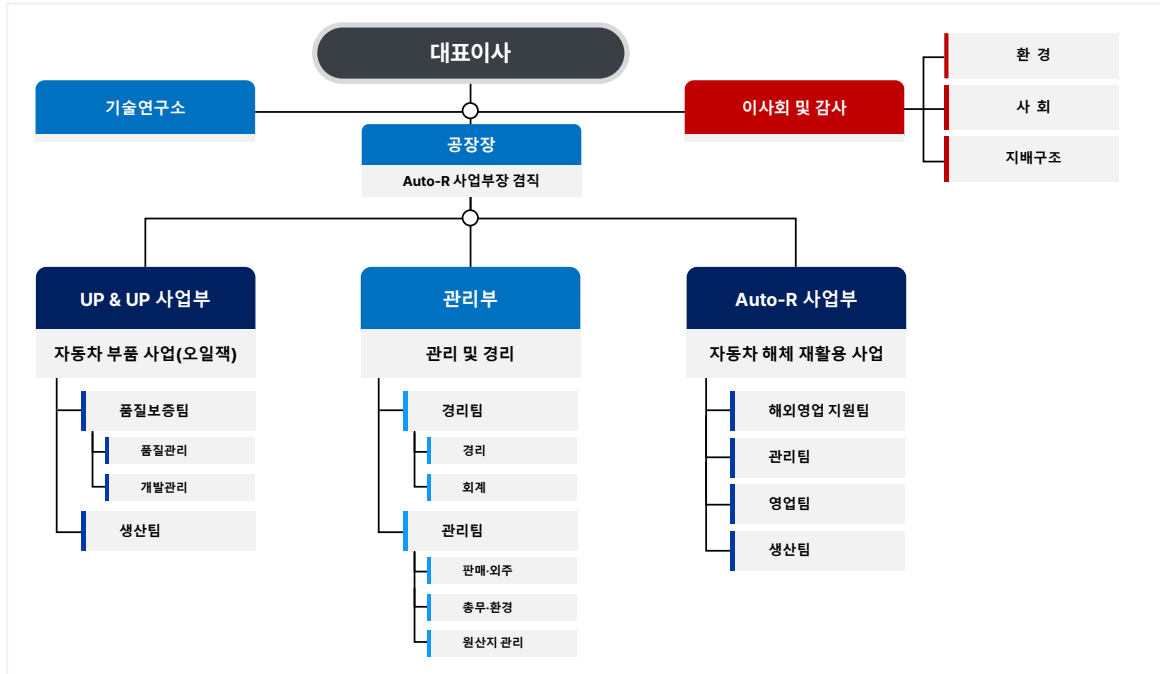 대표이사
기술연구소
이사회 및 감사
환 경
사 회
지배구조
공장장
Auto-R 사업부장 겸직
UP & UP 사업부
자동차 부품 사업(오일잭)
품질보증팀
품질관리
개발관리
생산팀
관리부
관리 및 경리
경리팀
경리
회계
관리팀
판매·외주
총무·환경
원산지 관리
Auto-R 사업부
자동차 해체 재활용 사업
해외영업 지원팀
관리팀
영업팀
생산팀